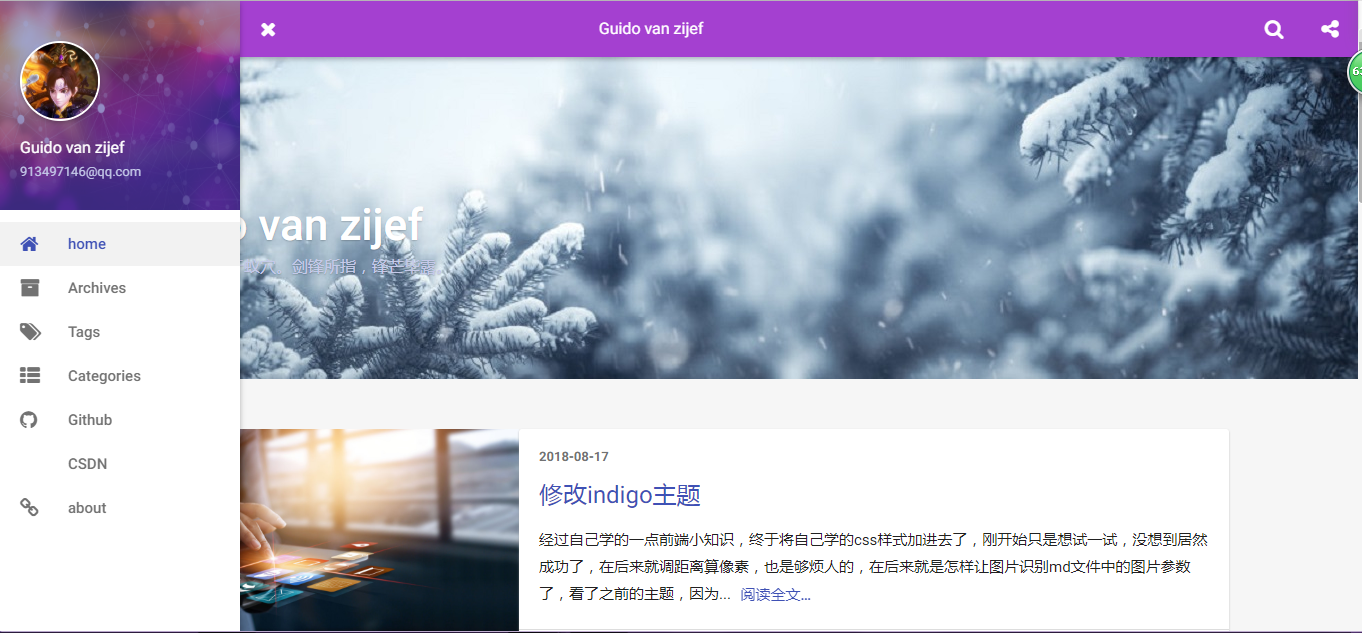 Guido van zijef
Guido van zijef
913497146@qq.com
home
Archives
Tags
Categories
Github
CSDN
about
van zijef
剑锋所指，锋芒毕露
2018-08-17
修改indigo主题
经过自己学的一点前端小知识，终于将自己学的css样式加进去了，刚开始只是想试一试，没想到居然
成功了，在后来就调距离算像素，也是够烦人的，在后来就是怎样让图片识别md文件中的图片参数
了，看了之前的主题，因为... 阅读全文...